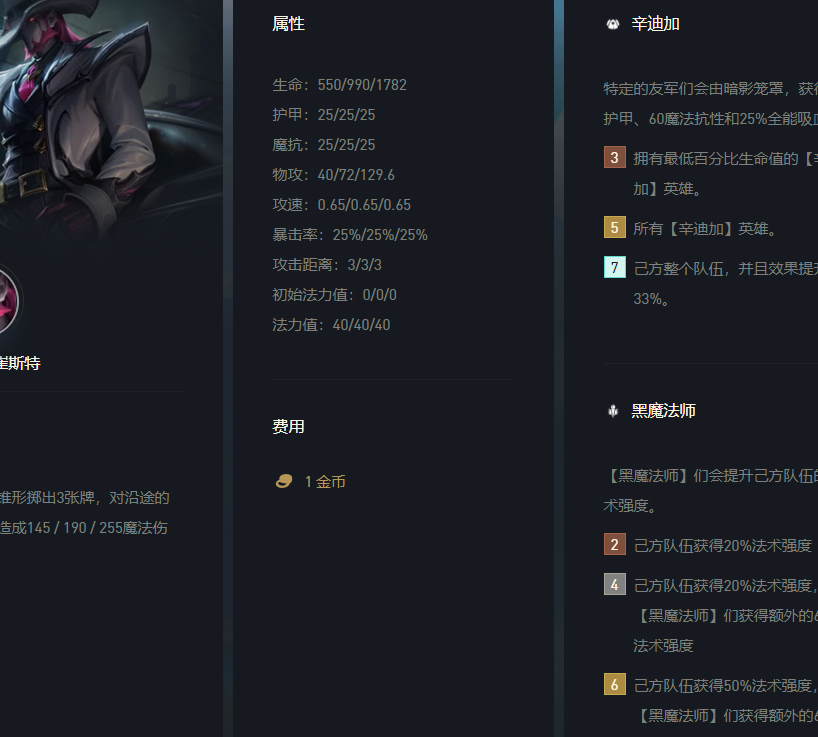 崔斯特
锥形掷出3张牌，对沿途的
造成145 / 190 / 255魔法伤
属性
生命：550/990/1782
护甲：25/25/25
魔抗：25/25/25
物攻：40/72/129.6
攻速：0.65/0.65/0.65
暴击率：25%/25%/25%
攻击距离：3/3/3
初始法力值：0/0/0
法力值：40/40/40
费用
1 金币
辛迪加
特定的友军们会由暗影笼罩，获得
护甲、60魔法抗性和25%全能吸血
3 拥有最低百分比生命值的【辛
加】英雄。
5 所有【辛迪加】英雄。
7 己方整个队伍，并且效果提升
33%。
黑魔法师
【黑魔法师】们会提升己方队伍的
术强度。
2 己方队伍获得20%法术强度
4 己方队伍获得20%法术强度，
【黑魔法师】们获得额外的6
法术强度
6 己方队伍获得50%法术强度，
【黑魔法师】们获得额外的6